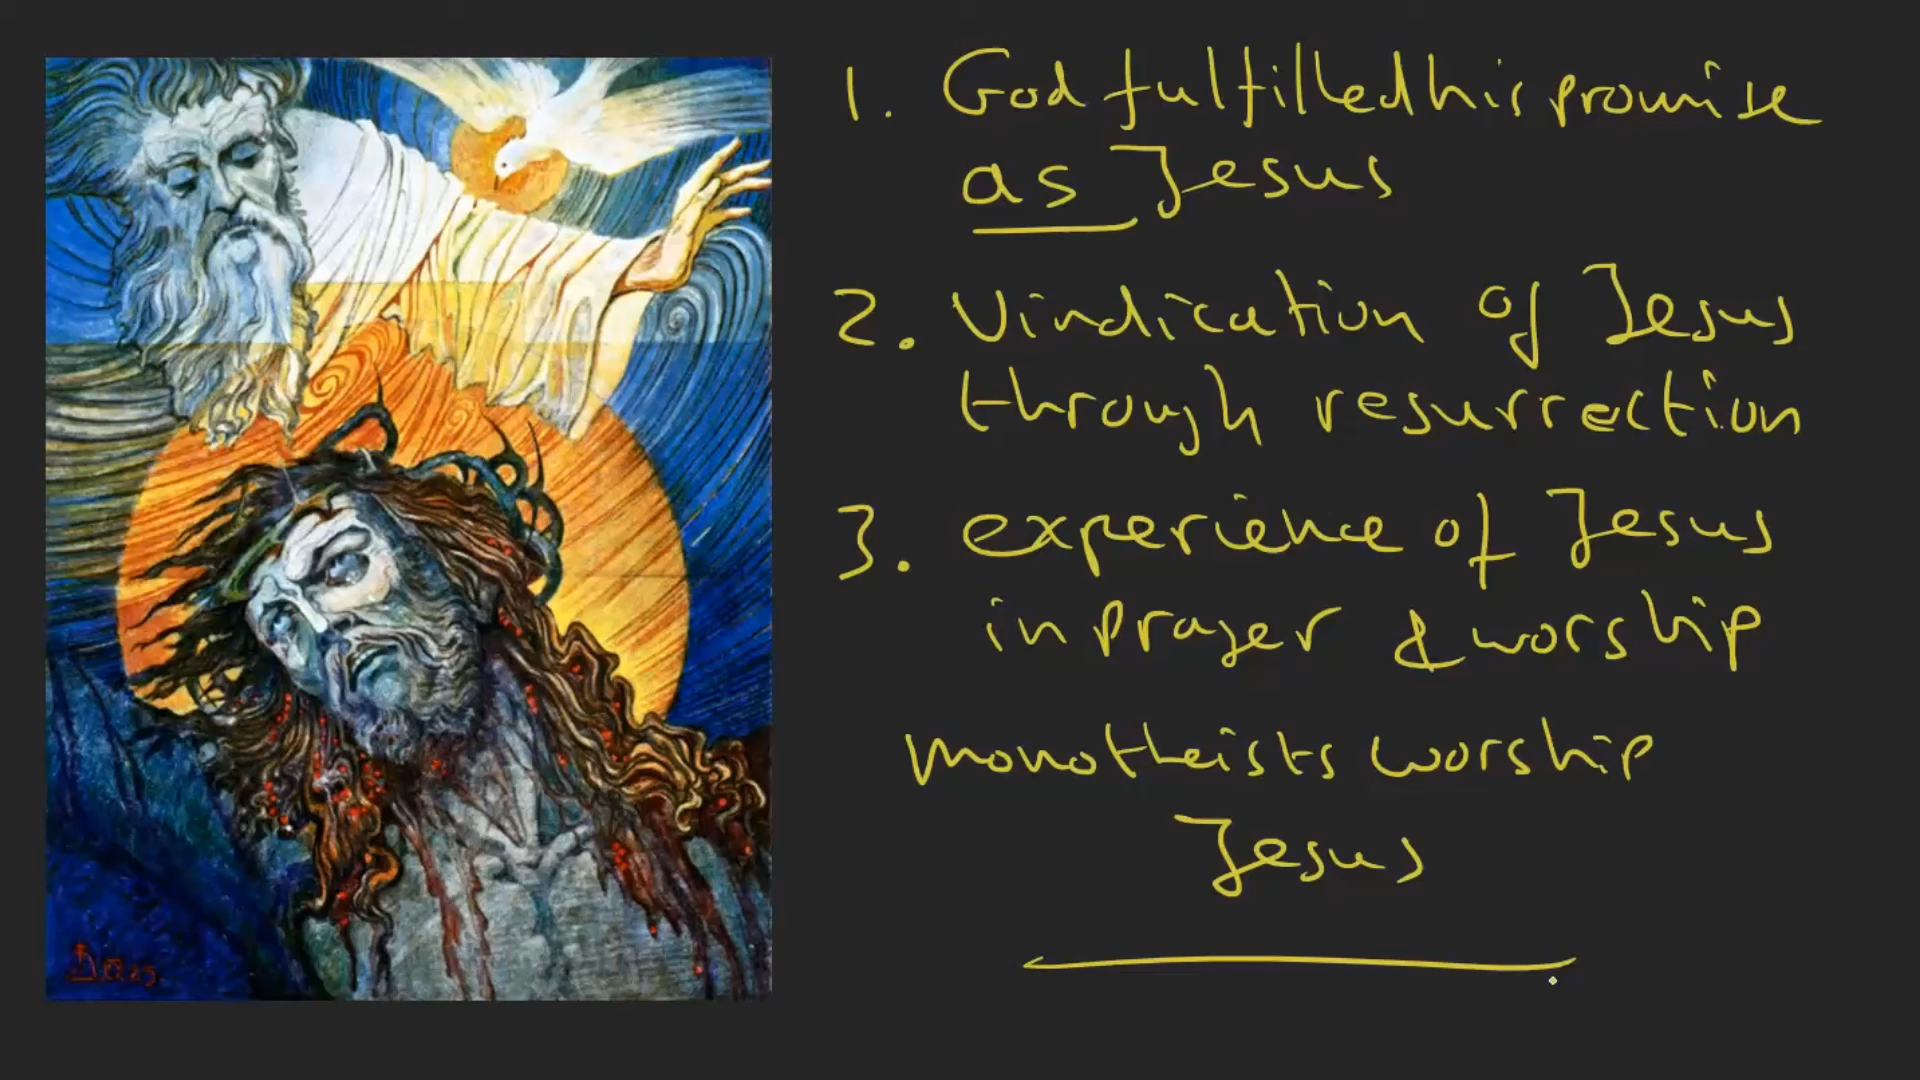 1. God fulfilled his promise
as Jesus
2. Vindication of Jesus
through resurrection
3. experience of Jesus
in prayer & worship
monotheists worship
Jesus